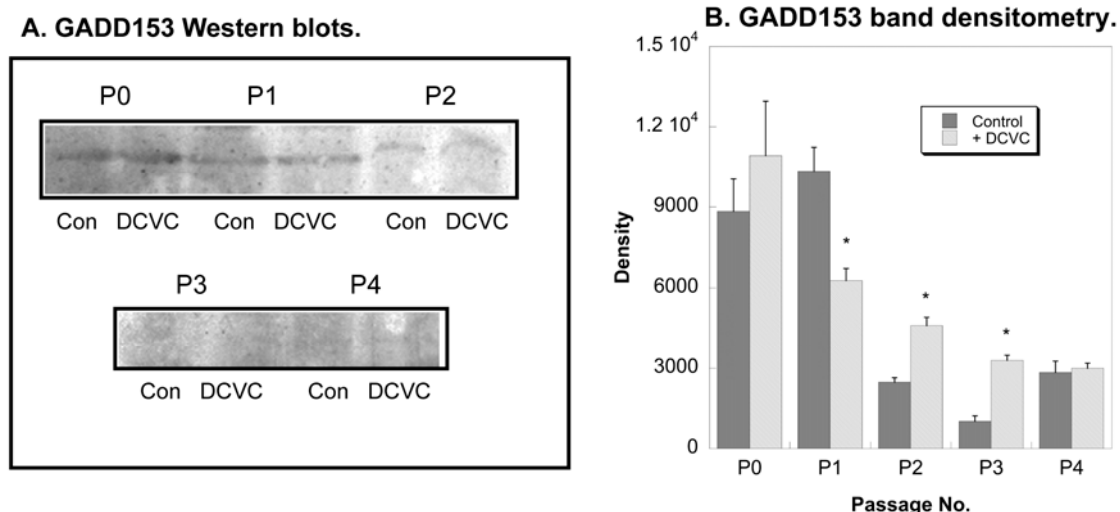 A. GADD153 Western blots.
P0 P1 P2
Con DCVC Con DCVC Con DCVC
P3 P4
Con DCVC Con DCVC
B. GADD153 band densitometry.
1.5 10⁴
1.2 10⁴
9000
6000
3000
0
Density
Control
+ DCVC
*
*
*
P0 P1 P2 P3 P4
Passage No.